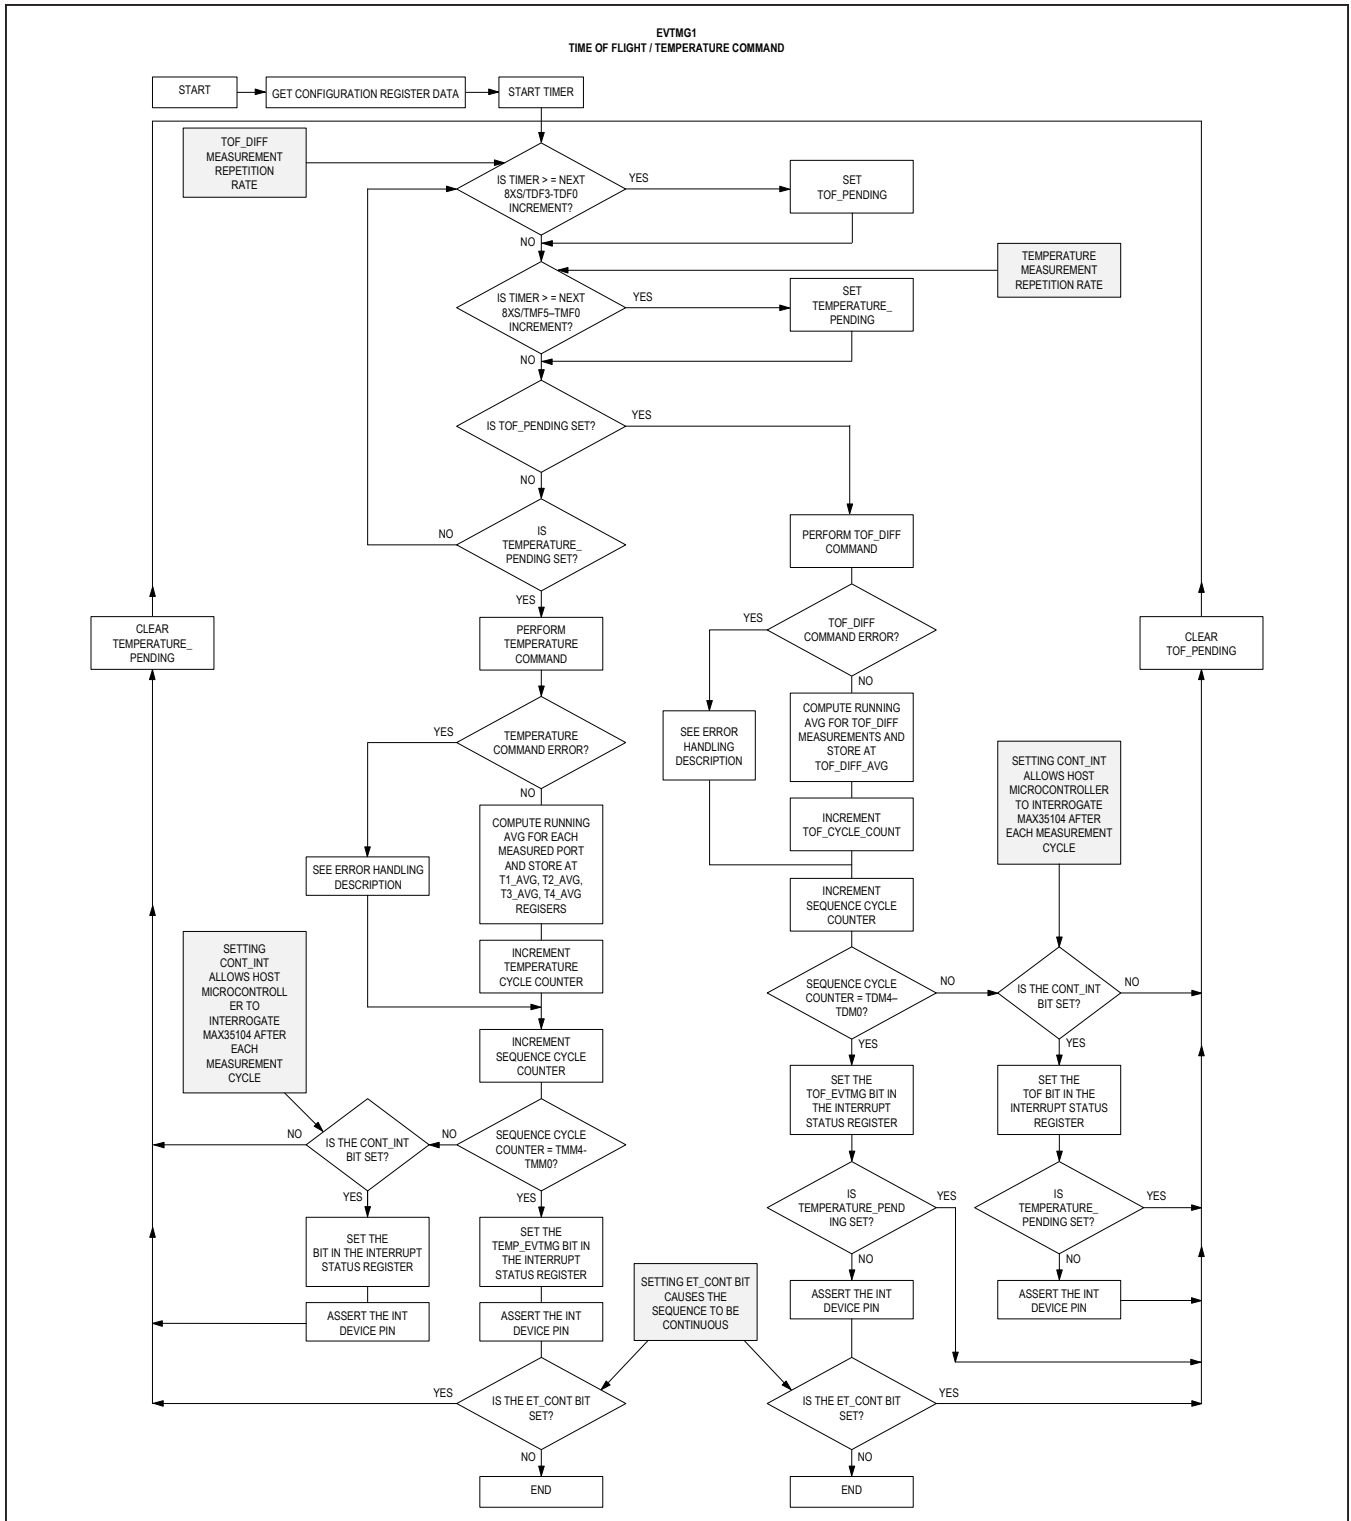 EVTMG1
TIME OF FLIGHT / TEMPERATURE COMMAND
START
GET CONFIGURATION REGISTER DATA
START TIMER
TOF_DIFF
MEASUREMENT
REPETITION
RATE
IS TIMER > = NEXT
8XS/TDF3-TDF0
INCREMENT?
YES
SET
TOF_PENDING
NO
TEMPERATURE
MEASUREMENT
REPETITION RATE
IS TIMER > = NEXT
8XS/TMF5–TMF0
INCREMENT?
YES
SET
TEMPERATURE_
PENDING
NO
IS TOF_PENDING SET?
YES
NO
IS
TEMPERATURE_
PENDING SET?
NO
YES
PERFORM TOF_DIFF
COMMAND
CLEAR
TEMPERATURE_
PENDING
PERFORM
TEMPERATURE
COMMAND
YES
TOF_DIFF
COMMAND ERROR?
NO
CLEAR
TOF_PENDING
YES
TEMPERATURE
COMMAND ERROR?
NO
SEE ERROR
HANDLING
DESCRIPTION
COMPUTE RUNNING
AVG FOR TOF_DIFF
MEASUREMENTS AND
STORE AT
TOF_DIFF_AVG
SETTING CONT_INT
ALLOWS HOST
MICROCONTROLLER
TO INTERROGATE
MAX35104 AFTER
EACH MEASUREMENT
CYCLE
INCREMENT
TOF_CYCLE_COUNT
SEE ERROR HANDLING
DESCRIPTION
COMPUTE RUNNING
AVG FOR EACH
MEASURED PORT
AND STORE AT
T1_AVG, T2_AVG,
T3_AVG, T4_AVG
REGISERS
INCREMENT
SEQUENCE CYCLE
COUNTER
SETTING
CONT_INT
ALLOWS HOST
MICROCONTROLL
ER TO
INTERROGATE
MAX35104 AFTER
EACH
MEASUREMENT
CYCLE
INCREMENT
TEMPERATURE
CYCLE COUNTER
SEQUENCE CYCLE
COUNTER = TDM4–
TDM0?
NO
YES
IS THE CONT_INT
BIT SET?
NO
YES
INCREMENT
SEQUENCE CYCLE
COUNTER
SET THE
TOF_EVTMG BIT IN
THE INTERRUPT
STATUS REGISTER
SET THE
TOF BIT IN THE
INTERRUPT STATUS
REGISTER
NO
IS THE CONT_INT
BIT SET?
YES
NO
SEQUENCE CYCLE
COUNTER = TMM4-
TMM0?
YES
IS
TEMPERATURE_PEND
ING SET?
YES
NO
IS
TEMPERATURE_
PENDING SET?
YES
NO
SET THE
BIT IN THE INTERRUPT
STATUS REGISTER
SET THE
TEMP_EVTMG BIT IN
THE INTERRUPT
STATUS REGISTER
SETTING ET_CONT BIT
CAUSES THE
SEQUENCE TO BE
CONTINUOUS
ASSERT THE INT
DEVICE PIN
ASSERT THE INT
DEVICE PIN
ASSERT THE INT
DEVICE PIN
ASSERT THE INT
DEVICE PIN
YES
IS THE ET_CONT BIT
SET?
NO
IS THE ET_CONT BIT
SET?
YES
NO
END
END